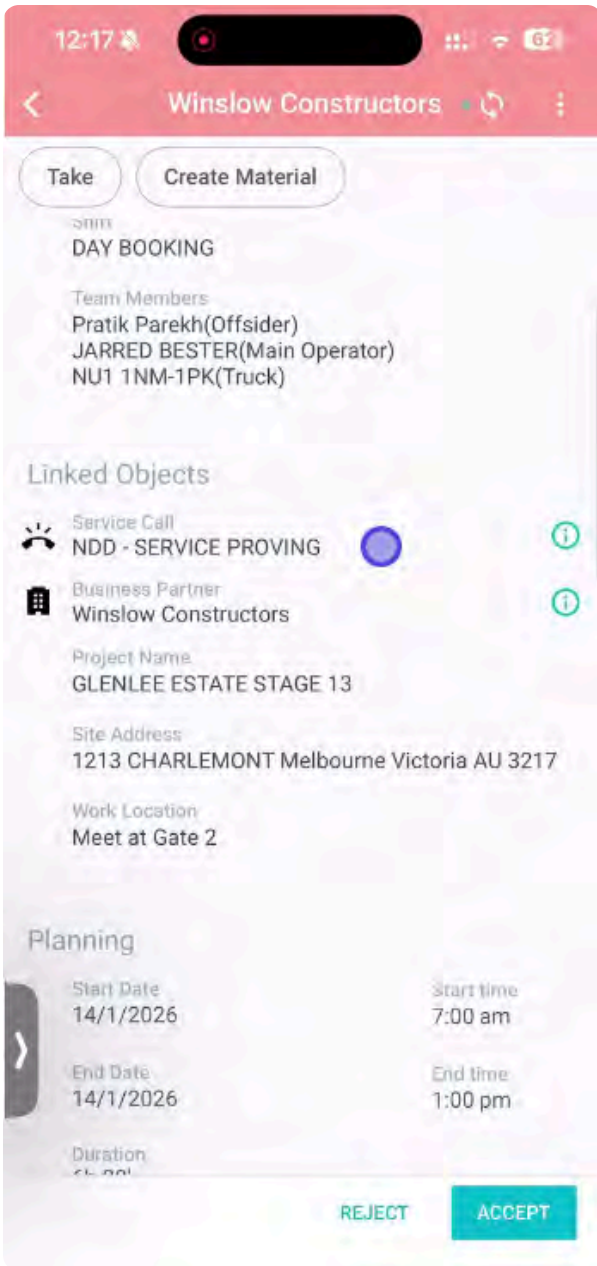 12:17
62
Winslow Constructors
Take
Create Material
Shift
DAY BOOKING
Team Members
Pratik Parekh(Offsider)
JARRED BESTER(Main Operator)
NU1 1NM-1PK(Truck)
Linked Objects
Service Call
NDD - SERVICE PROVING
Business Partner
Winslow Constructors
Project Name
GLENLEE ESTATE STAGE 13
Site Address
1213 CHARLEMONT Melbourne Victoria AU 3217
Work Location
Meet at Gate 2
Planning
Start Date
Start time
14/1/2026
7:00 am
End Date
End time
14/1/2026
1:00 pm
Duration
REJECT
ACCEPT